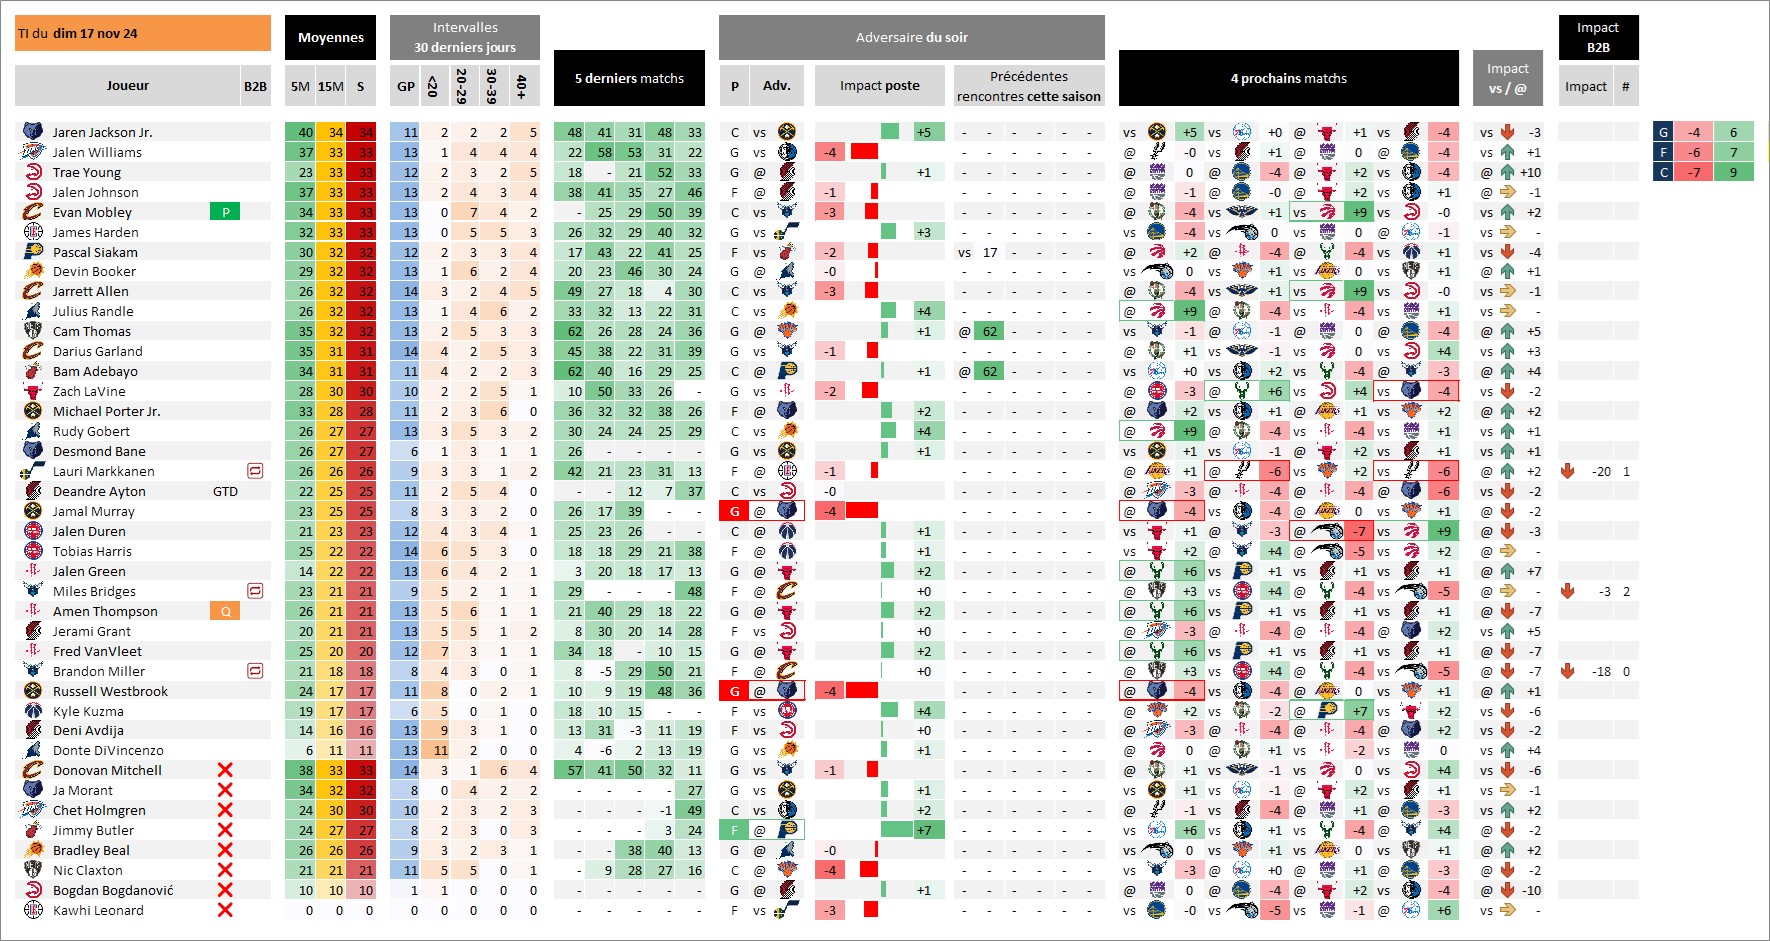 TI du dim 17 nov 24
Moyennes
Intervalles
30 derniers jours
5 derniers matchs
Adversaire du soir
4 prochains matchs
Impact
vs / @
Impact
B2B
Joueur B2B 5M 15M S GP <20 20-29 30-39 40+ P Adv. Impact poste Précédentes
rencontres cette saison
Impact #
Jaren Jackson Jr. 40 34 34 11 2 2 2 5 48 41 31 48 33 C vs +5 - - - - - vs +5 vs +0 @ +1 vs -4 vs -3
G -4 6
Jalen Williams 37 33 33 13 1 4 4 4 22 58 53 31 22 G vs -4 - - - - - @ -0 vs +1 @ 0 @ -4 vs +1
F -6 7
Trae Young 23 33 33 12 2 3 2 5 18 - 21 52 33 G @ +1 - - - - - @ 0 @ -4 @ +2 vs -4 @ +10
C -7 9
Jalen Johnson 37 33 33 13 2 4 3 4 38 41 35 27 46 F @ -1 - - - - - @ -1 @ -0 @ +2 vs +1 @ -1
Evan Mobley P 34 33 33 13 0 7 4 2 - 25 29 50 39 C vs -3 - - - - - @ -4 vs +1 vs +9 vs -0 vs +2
James Harden 32 33 33 13 0 5 5 3 26 32 29 40 32 G vs +3 - - - - - vs -4 vs 0 vs 0 @ -1 vs -
Pascal Siakam 30 32 32 12 2 3 3 4 17 43 22 41 25 F vs -2 vs 17 - - - - @ +2 @ -4 @ -4 vs +1 vs -4
Devin Booker 29 32 32 13 1 6 2 4 20 23 46 30 24 G @ -0 - - - - - vs 0 vs +1 vs 0 @ +1 @ +1
Jarrett Allen 26 32 32 14 3 2 4 5 49 27 18 4 30 C vs -3 - - - - - @ -4 vs +1 vs +9 vs -0 vs -1
Julius Randle 26 32 32 13 1 4 6 2 33 32 13 22 31 C vs +4 - - - - - @ +9 @ -4 vs -4 vs +1 vs -
Cam Thomas 35 32 32 13 2 5 3 3 62 26 28 24 36 G @ +1 @ 62 - - - - vs -1 @ -1 @ 0 @ -4 @ +5
Darius Garland 35 31 31 14 4 2 5 3 45 38 22 31 39 G vs -1 - - - - - @ +1 vs -1 vs 0 vs +4 vs +3
Bam Adebayo 34 31 31 11 4 2 2 3 62 40 16 29 25 C @ +1 @ 62 - - - - vs +0 vs +2 vs -4 @ -3 @ +4
Zach LaVine 28 30 30 10 2 2 5 1 10 50 33 26 - G vs -2 - - - - - @ -3 @ +6 vs +4 vs -4 vs -2
Michael Porter Jr. 33 28 28 11 2 3 6 0 36 32 32 38 26 F @ +2 - - - - - @ +2 vs +1 @ +1 vs +2 @ +2
Rudy Gobert 26 27 27 13 3 5 3 2 30 24 24 25 29 C vs +4 - - - - - @ +9 @ -4 vs -4 vs +1 vs +1
Desmond Bane 26 27 27 6 1 3 1 1 26 - - - - G vs +1 - - - - - vs +1 vs -1 @ +2 vs +1 vs +1
Lauri Markkanen 26 26 26 9 3 3 1 2 42 21 23 31 13 F @ -1 - - - - - @ +1 @ -6 vs +2 vs -6 @ +2 -20 1
Deandre Ayton GTD 22 25 25 11 2 5 4 0 - - 12 7 37 C vs -0 - - - - - @ -3 @ -4 @ -4 @ -6 vs -2
Jamal Murray 23 25 25 8 3 3 2 0 26 17 39 - - G @ -4 - - - - - @ -4 vs -4 @ 0 vs +1 @ -2
Jalen Duren 21 23 23 12 4 3 4 1 25 23 26 - - C @ +1 - - - - - vs +1 @ -3 @ -7 vs +9 @ -3
Tobias Harris 25 22 22 14 6 5 3 0 18 18 29 21 38 F @ +1 - - - - - vs +2 @ +4 @ -5 vs +2 @ -
Jalen Green 14 22 22 13 6 4 2 1 3 20 18 17 13 G @ +2 - - - - - @ +6 vs +1 vs +1 vs +1 @ +7
Miles Bridges 23 21 21 9 5 2 1 1 29 - - - 48 F @ +0 - - - - - @ +3 vs +4 @ -4 vs -5 @ - -3 2
Amen Thompson Q 26 21 21 13 5 6 1 1 21 40 29 18 22 G @ +2 - - - - - @ +6 vs +1 vs +1 vs +1 @ -7
Jerami Grant 20 21 21 13 5 5 1 2 8 30 20 14 28 F vs +0 - - - - - @ -3 @ -4 @ -4 @ +2 vs +5
Fred VanVleet 25 20 20 12 7 3 1 1 34 18 - 10 15 G @ +2 - - - - - @ +6 vs +1 vs +1 vs +1 @ -7
Brandon Miller 21 18 18 8 4 3 0 1 8 -5 29 50 21 F @ +0 - - - - - @ +3 vs +4 @ -4 vs -5 @ -7 -18 0
Russell Westbrook 24 17 17 11 8 0 2 1 10 9 19 48 36 G @ -4 - - - - - @ -4 vs -4 @ 0 vs +1 @ +1
Kyle Kuzma 19 17 17 6 5 0 1 0 18 10 15 - - F vs +4 - - - - - @ +2 vs -2 @ +7 vs +2 vs -6
Deni Avdija 14 16 16 13 9 3 1 0 13 31 -3 11 19 F vs +0 - - - - - @ -3 @ -4 @ -4 @ +2 vs -2
Donte DiVincenzo 6 11 11 13 11 2 0 0 4 -6 2 13 19 G vs +1 - - - - - @ 0 @ +1 vs -2 vs 0 vs +4
Donovan Mitchell 38 33 33 14 3 1 6 4 57 41 50 32 11 G vs -1 - - - - - @ +1 vs -1 vs 0 vs +4 vs -6
Ja Morant 34 32 32 8 0 4 2 2 - - - - 27 G vs +1 - - - - - vs +1 vs -1 @ +2 vs +1 vs -1
Chet Holmgren 24 30 30 10 2 3 2 3 - - - -1 49 C vs +2 - - - - - @ -1 vs -4 @ +1 @ -3 vs +2
Jimmy Butler 24 27 27 8 2 3 0 3 - - - 3 24 F @ +7 - - - - - vs +6 vs +1 vs -4 @ +4 @ -2
Bradley Beal 26 26 26 9 3 2 3 1 - - 38 40 13 G @ -0 - - - - - vs 0 vs +1 vs 0 @ +1 @ +2
Nic Claxton 21 21 21 11 5 5 0 1 - 9 28 27 16 C @ -4 - - - - - vs -3 @ +0 @ +1 @ -3 @ -2
Bogdan Bogdanović 10 10 10 1 1 0 0 0 - - - - - G @ +1 - - - - - @ 0 @ -4 @ +2 vs -4 @ -10
Kawhi Leonard 0 0 0 0 0 0 0 0 - - - - - F vs -3 - - - - - vs -0 vs -5 vs -1 @ +6 vs -